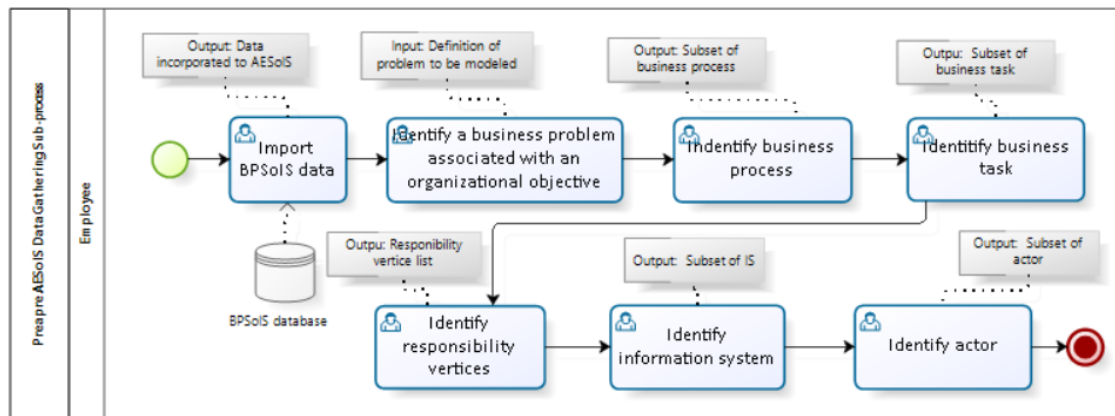 Preapre AESoIS Data Gathering Sub-process
Employee
Output: Data
incorporated to AESoIS
Input: Definition of
problem to be modeled
Output: Subset of
business process
Outpu:  Subset of
business task
Import
BPSoIS data
Identify a business problem
associated with an
organizational objective
Indentify business
process
Identitify business
task
BPSoIS database
Outpu: Responibility
vertice list
Output:  Subset of IS
Output:  Subset of
actor
Identify
responsibility
vertices
Identify
information system
Identify actor